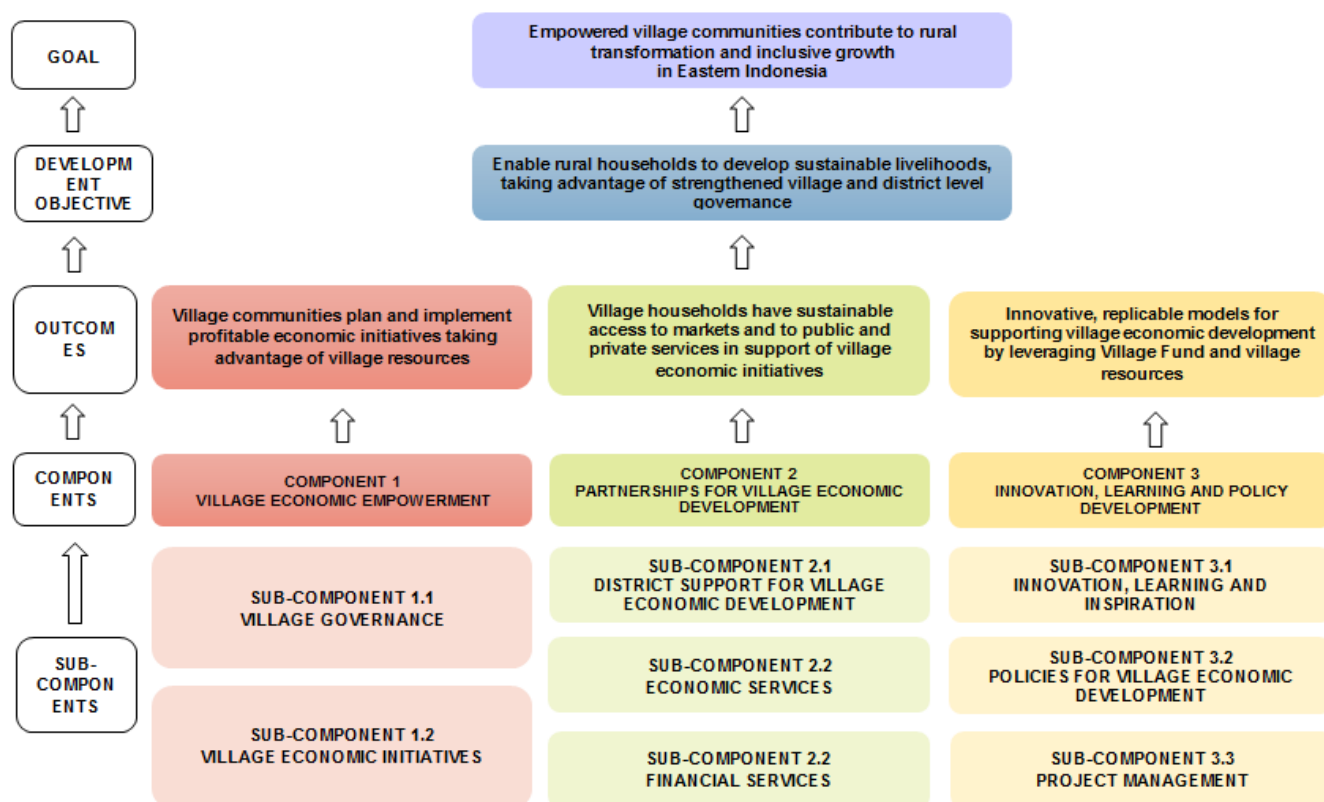 GOAL
Empowered village communities contribute to rural
transformation and inclusive growth
in Eastern Indonesia
DEVELOPM
ENT
OBJECTIVE
Enable rural households to develop sustainable livelihoods,
taking advantage of strengthened village and district level
governance
OUTCOM
ES
Village communities plan and implement
profitable economic initiatives taking
advantage of village resources
Village households have sustainable
access to markets and to public and
private services in support of village
economic initiatives
Innovative, replicable models for
supporting village economic development
by leveraging Village Fund and village
resources
COMPON
ENTS
COMPONENT 1
VILLAGE ECONOMIC EMPOWERMENT
COMPONENT 2
PARTNERSHIPS FOR VILLAGE ECONOMIC
DEVELOPMENT
COMPONENT 3
INNOVATION, LEARNING AND POLICY
DEVELOPMENT
SUB-
COMPON
ENTS
SUB-COMPONENT 1.1
VILLAGE GOVERNANCE
SUB-COMPONENT 1.2
VILLAGE ECONOMIC INITIATIVES
SUB-COMPONENT 2.1
DISTRICT SUPPORT FOR VILLAGE
ECONOMIC DEVELOPMENT
SUB-COMPONENT 2.2
ECONOMIC SERVICES
SUB-COMPONENT 2.2
FINANCIAL SERVICES
SUB-COMPONENT 3.1
INNOVATION, LEARNING AND
INSPIRATION
SUB-COMPONENT 3.2
POLICIES FOR VILLAGE ECONOMIC
DEVELOPMENT
SUB-COMPONENT 3.3
PROJECT MANAGEMENT